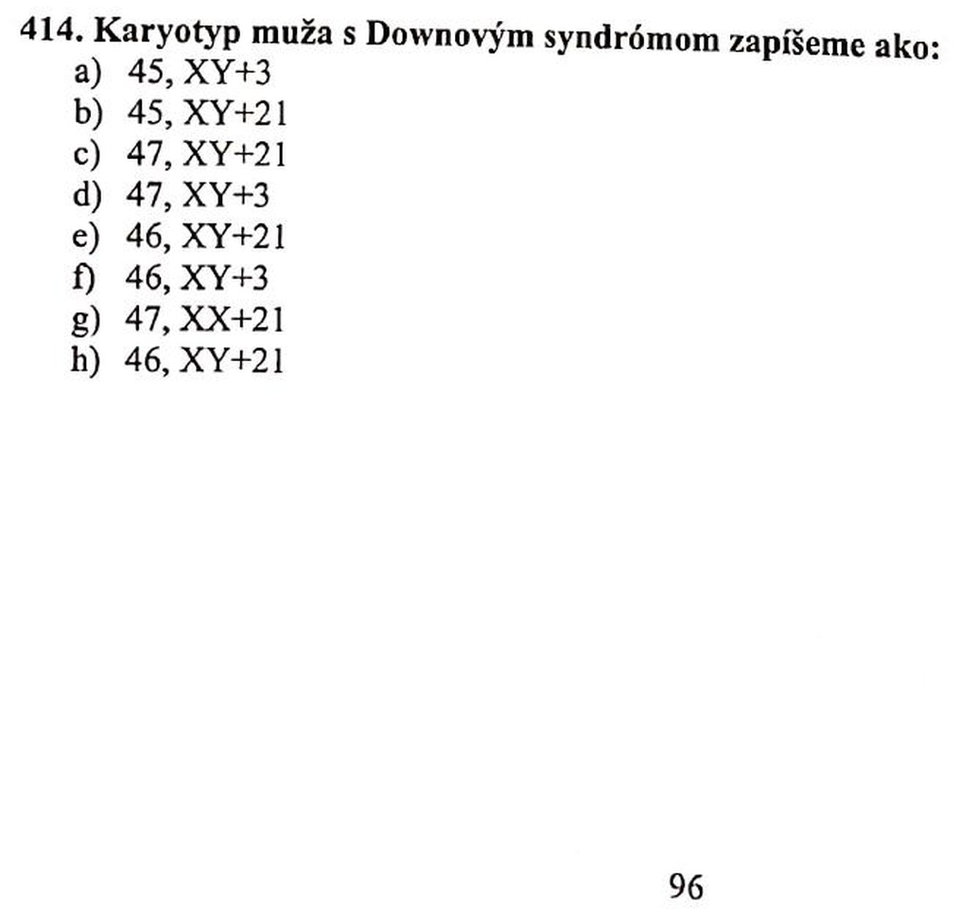 414. Karyotyp muža s Downovým syndrómom zapíšeme ako:
a) 45, XY+3
b) 45, XY+21
c) 47, XY+21
d) 47, XY+3
e) 46, XY+21
f) 46, XY+3
g) 47, XX+21
h) 46, XY+21
96